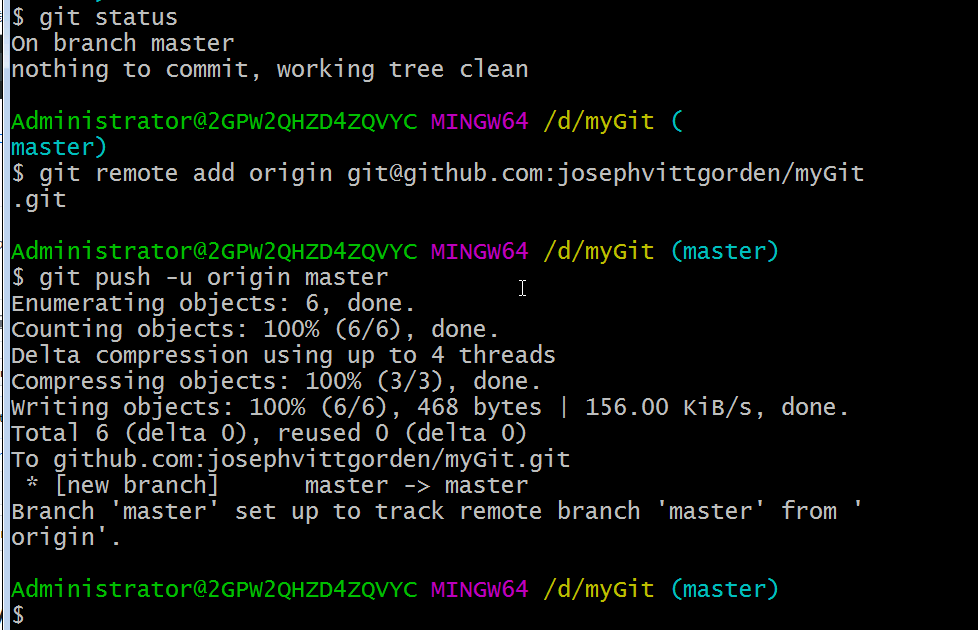 $ git status
On branch master
nothing to commit, working tree clean
Administrator@2GPW2QHZD4ZQVYC MINGW64 /d/myGit (
master)
$ git remote add origin git@github.com:josephvittgorden/myGit
.git
Administrator@2GPW2QHZD4ZQVYC MINGW64 /d/myGit (master)
$ git push -u origin master
Enumerating objects: 6, done.
Counting objects: 100% (6/6), done.
Delta compression using up to 4 threads
Compressing objects: 100% (3/3), done.
Writing objects: 100% (6/6), 468 bytes | 156.00 KiB/s, done.
Total 6 (delta 0), reused 0 (delta 0)
To github.com:josephvittgorden/myGit.git
 * [new branch]      master -> master
Branch 'master' set up to track remote branch 'master' from '
origin'.
Administrator@2GPW2QHZD4ZQVYC MINGW64 /d/myGit (master)
$